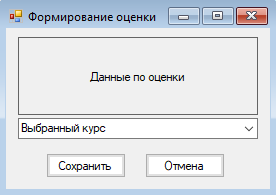 Формирование оценки
Данные по оценки
Выбранный курс
Сохранить
Отмена